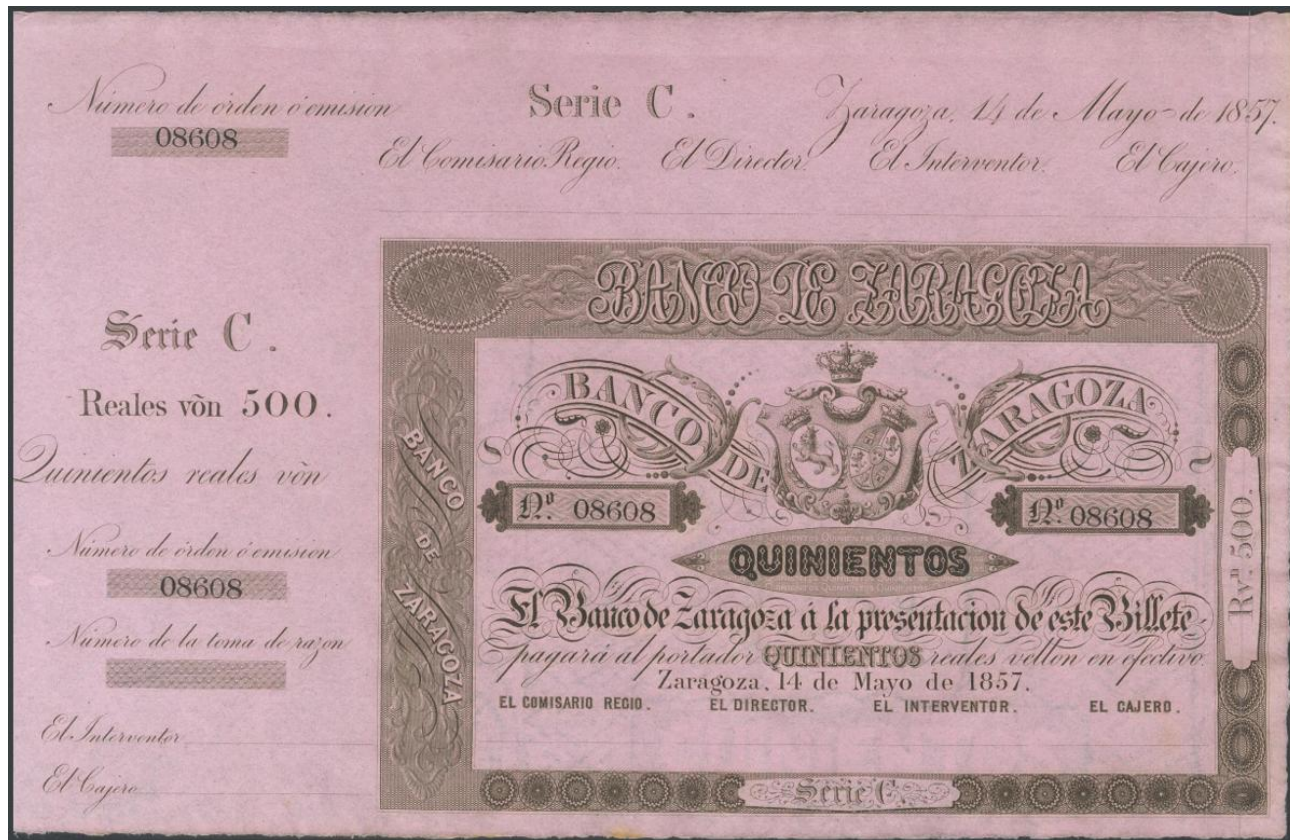 Número de órden ó emision
08608
Serie C.
Zaragoza, 14 de Mayo de 1857.
El Comisario Regio. El Director. El Interventor. El Cajero.
Serie C.
Reales vōn 500.
Quinientos reales vōn
Número de órden ó emision
08608
Número de la toma de razon
El Interventor
El Cajero
BANCO DE ZARAGOZA
BANCO DE ZARAGOZA
BANCO DE ZARAGOZA
Nº. 08608
Nº. 08608
QUINIENTOS
El Banco de Zaragoza á la presentacion de este Billete
pagará al portador QUINIENTOS reales vellon en efectivo.
Zaragoza, 14 de Mayo de 1857.
EL COMISARIO REGIO. EL DIRECTOR. EL INTERVENTOR. EL CAJERO.
Rv.ⁿ 500.
Serie C.